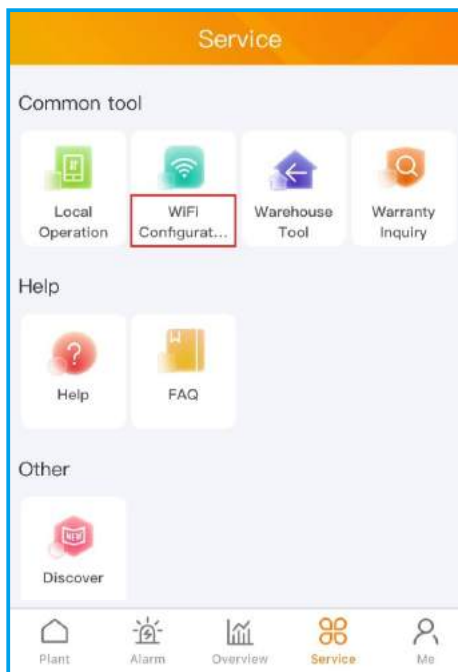 Service
Common tool
Local
Operation
WiFi
Configurat...
Warehouse
Tool
Warranty
Inquiry
Help
?
Help
FAQ
Other
NEW
Discover
Plant
Alarm
Overview
Service
Me